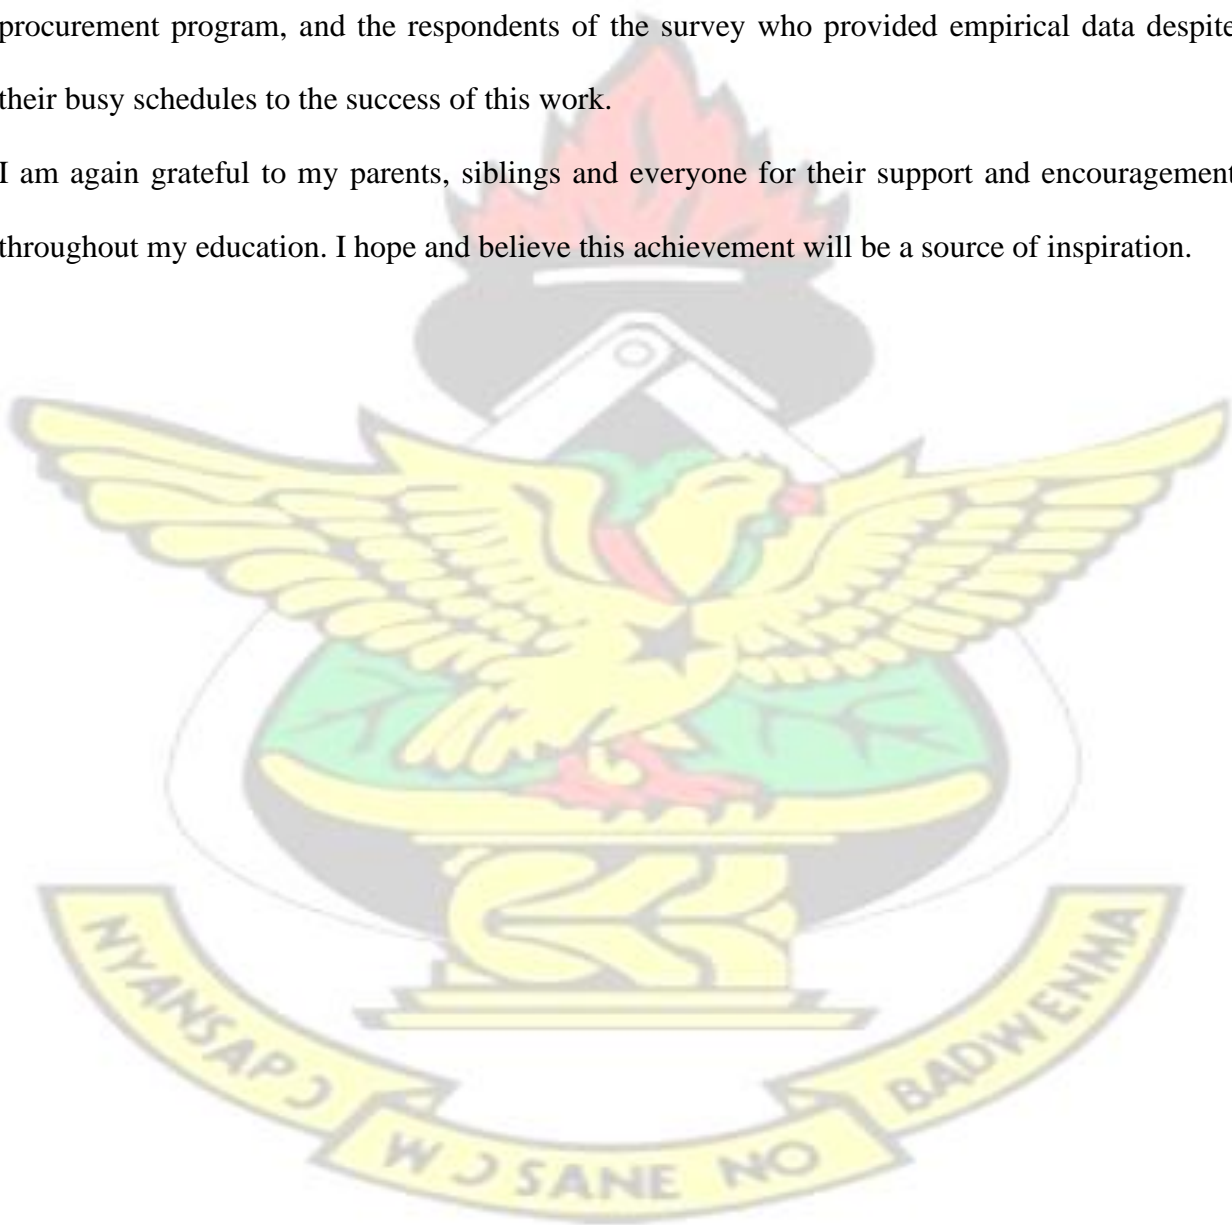 procurement program, and the respondents of the survey who provided empirical data despite
their busy schedules to the success of this work.
I am again grateful to my parents, siblings and everyone for their support and encouragement
throughout my education. I hope and believe this achievement will be a source of inspiration.
NYANSAPƆ
WƆSANE NO
BADWENMA